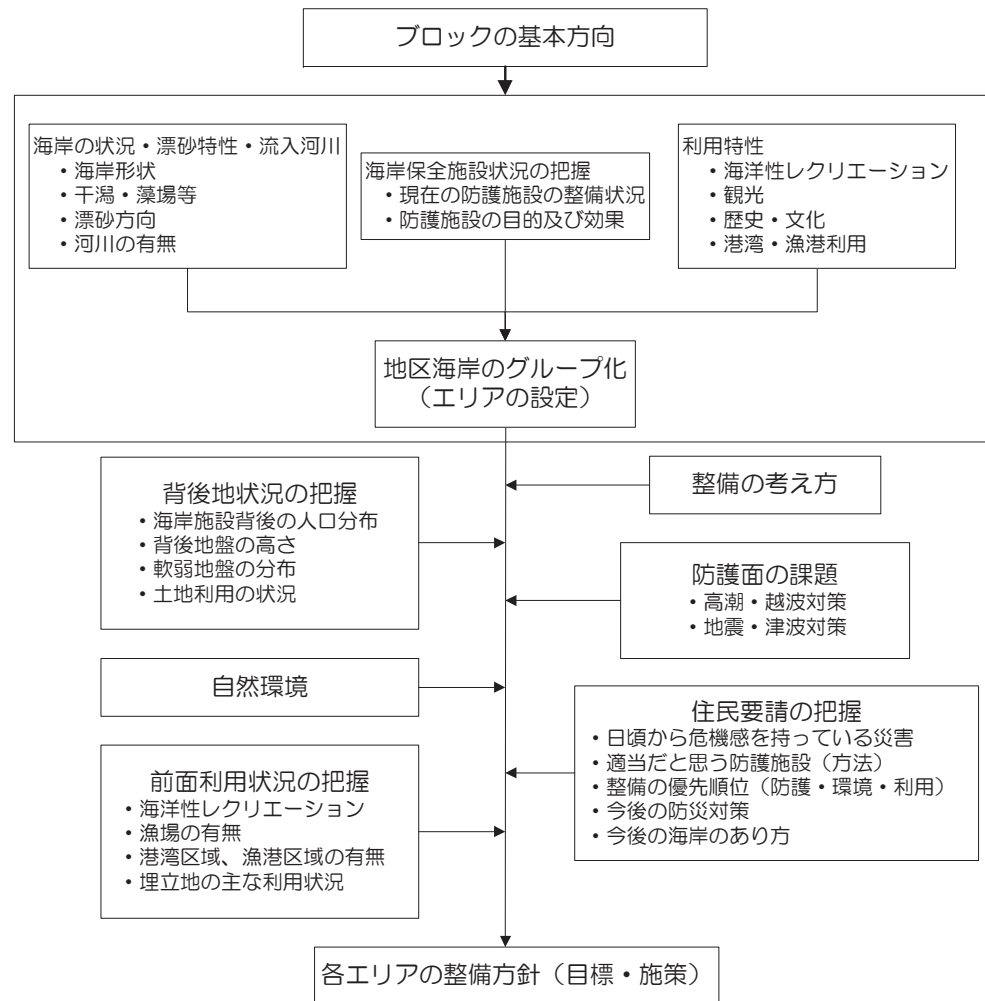 ブロックの基本方向
海岸の状況・漂砂特性・流入河川
・海岸形状
・干潟・藻場等
・漂砂方向
・河川の有無
海岸保全施設状況の把握
・現在の防護施設の整備状況
・防護施設の目的及び効果
利用特性
・海洋性レクリエーション
・観光
・歴史・文化
・港湾・漁港利用
地区海岸のグループ化
（エリアの設定）
背後地状況の把握
・海岸施設背後の人口分布
・背後地盤の高さ
・軟弱地盤の分布
・土地利用の状況
整備の考え方
防護面の課題
・高潮・越波対策
・地震・津波対策
自然環境
住民要請の把握
・日頃から危機感を持っている災害
・適当だと思う防護施設（方法）
・整備の優先順位（防護・環境・利用）
・今後の防災対策
・今後の海岸のあり方
前面利用状況の把握
・海洋性レクリエーション
・漁場の有無
・港湾区域、漁港区域の有無
・埋立地の主な利用状況
各エリアの整備方針（目標・施策）